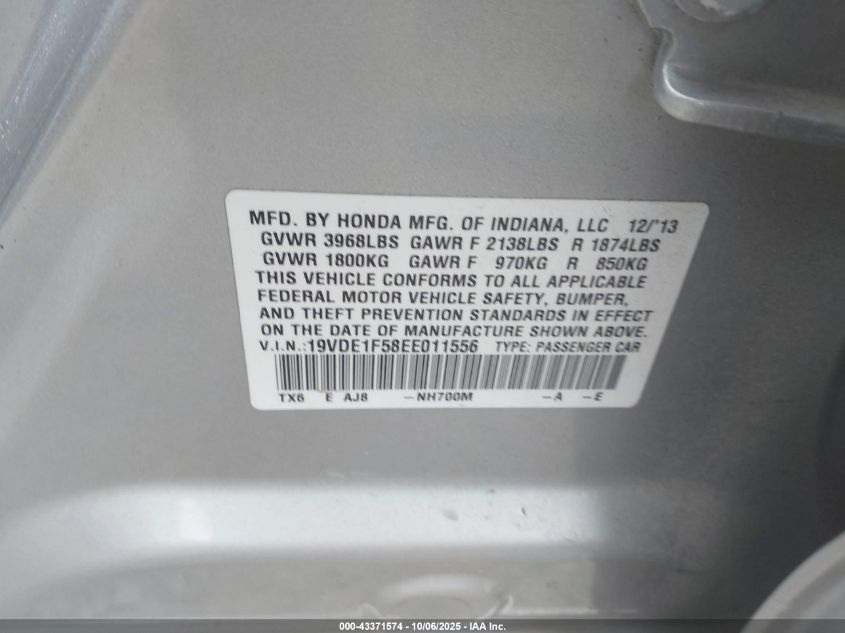 MFD. BY HONDA MFG. OF INDIANA, LLC 12/'13
GVWR 3968LBS GAWR F 2138LBS R 1874LBS
GVWR 1800KG GAWR F 970KG R 850KG
THIS VEHICLE CONFORMS TO ALL APPLICABLE
FEDERAL MOTOR VEHICLE SAFETY, BUMPER,
AND THEFT PREVENTION STANDARDS IN EFFECT
ON THE DATE OF MANUFACTURE SHOWN ABOVE.
V.I.N.:19VDE1F58EE011556 TYPE: PASSENGER CAR
TX6 E AJ8 -NH700M -A -E
000-43371574 - 10/06/2025 - IAA Inc.